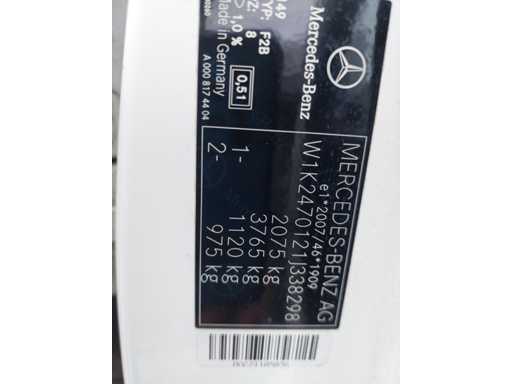 Mercedes-Benz
MERCEDES-BENZ AG
e1*2007/46*1909
W1K2470121J338298
2075 kg
3765 kg
1- 1120 kg
2- 975 kg
TYP: F2B
Z: 8
1,0 %
0,51
Made in Germany
A 000 817 44 04